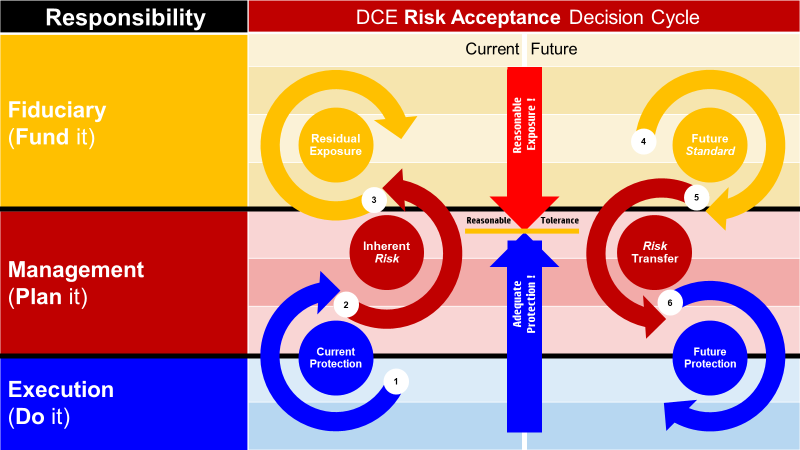 Responsibility
DCE Risk Acceptance Decision Cycle
Current Future
Fiduciary
(Fund it)
Residual
Exposure
3
Reasonable
Exposure !
4
Future
Standard
5
Management
(Plan it)
Inherent
Risk
2
Reasonable Tolerance
Risk
Transfer
6
Adequate
Protection !
Execution
(Do it)
Current
Protection
1
Future
Protection